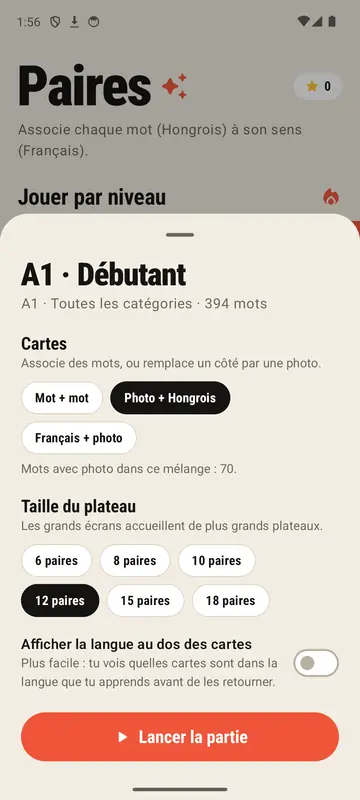 1:56
Paires
0
Associe chaque mot (Hongrois) à son sens
(Français).
Jouer par niveau
A1 · Débutant
A1 · Toutes les catégories · 394 mots
Cartes
Associe des mots, ou remplace un côté par une photo.
Mot + mot
Photo + Hongrois
Français + photo
Mots avec photo dans ce mélange : 70.
Taille du plateau
Les grands écrans accueillent de plus grands plateaux.
6 paires
8 paires
10 paires
12 paires
15 paires
18 paires
Afficher la langue au dos des cartes
Plus facile : tu vois quelles cartes sont dans la
langue que tu apprends avant de les retourner.
Lancer la partie